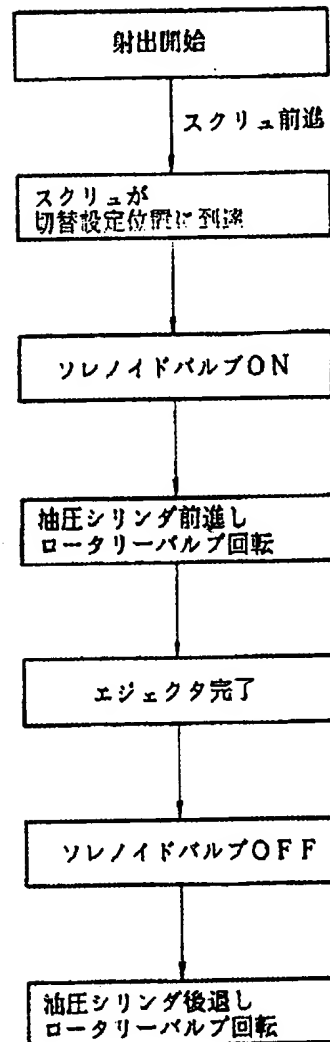 射出開始
スクリュ前進
スクリュが
切替設定位置に到達
ソレノイドバルブON
油圧シリンダ前進し
ロータリーバルブ回転
エジェクタ完了
ソレノイドバルブOFF
油圧シリンダ後退し
ロータリーバルブ回転